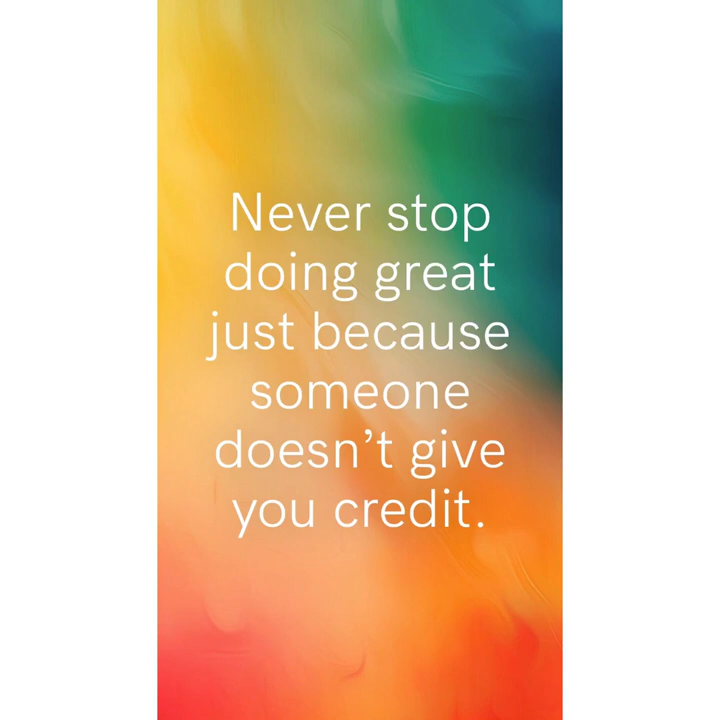 Never stop
doing great
just because
someone
doesn’t give
you credit.